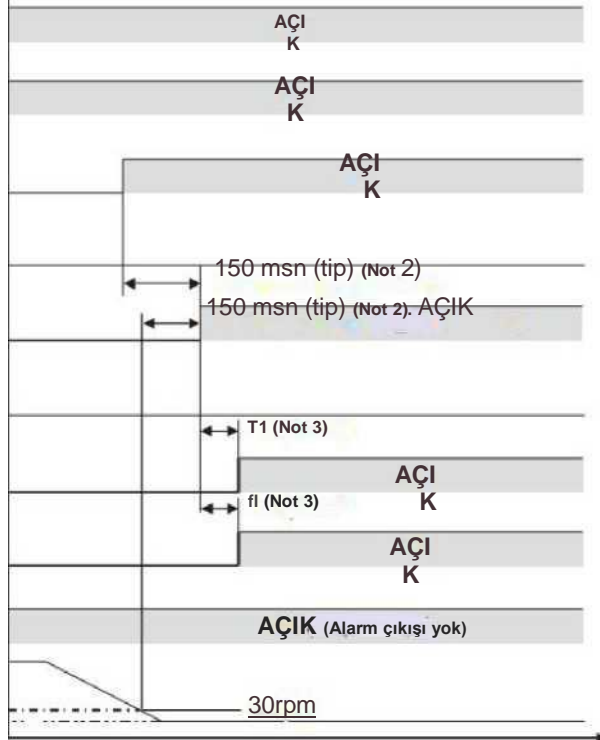 AÇI
K
AÇI
K
AÇI
K
150 msn (tip) (Not 2)
150 msn (tip) (Not 2). AÇIK
T1 (Not 3)
AÇI
K
fl (Not 3)
AÇI
K
AÇIK (Alarm çıkışı yok)
30rpm